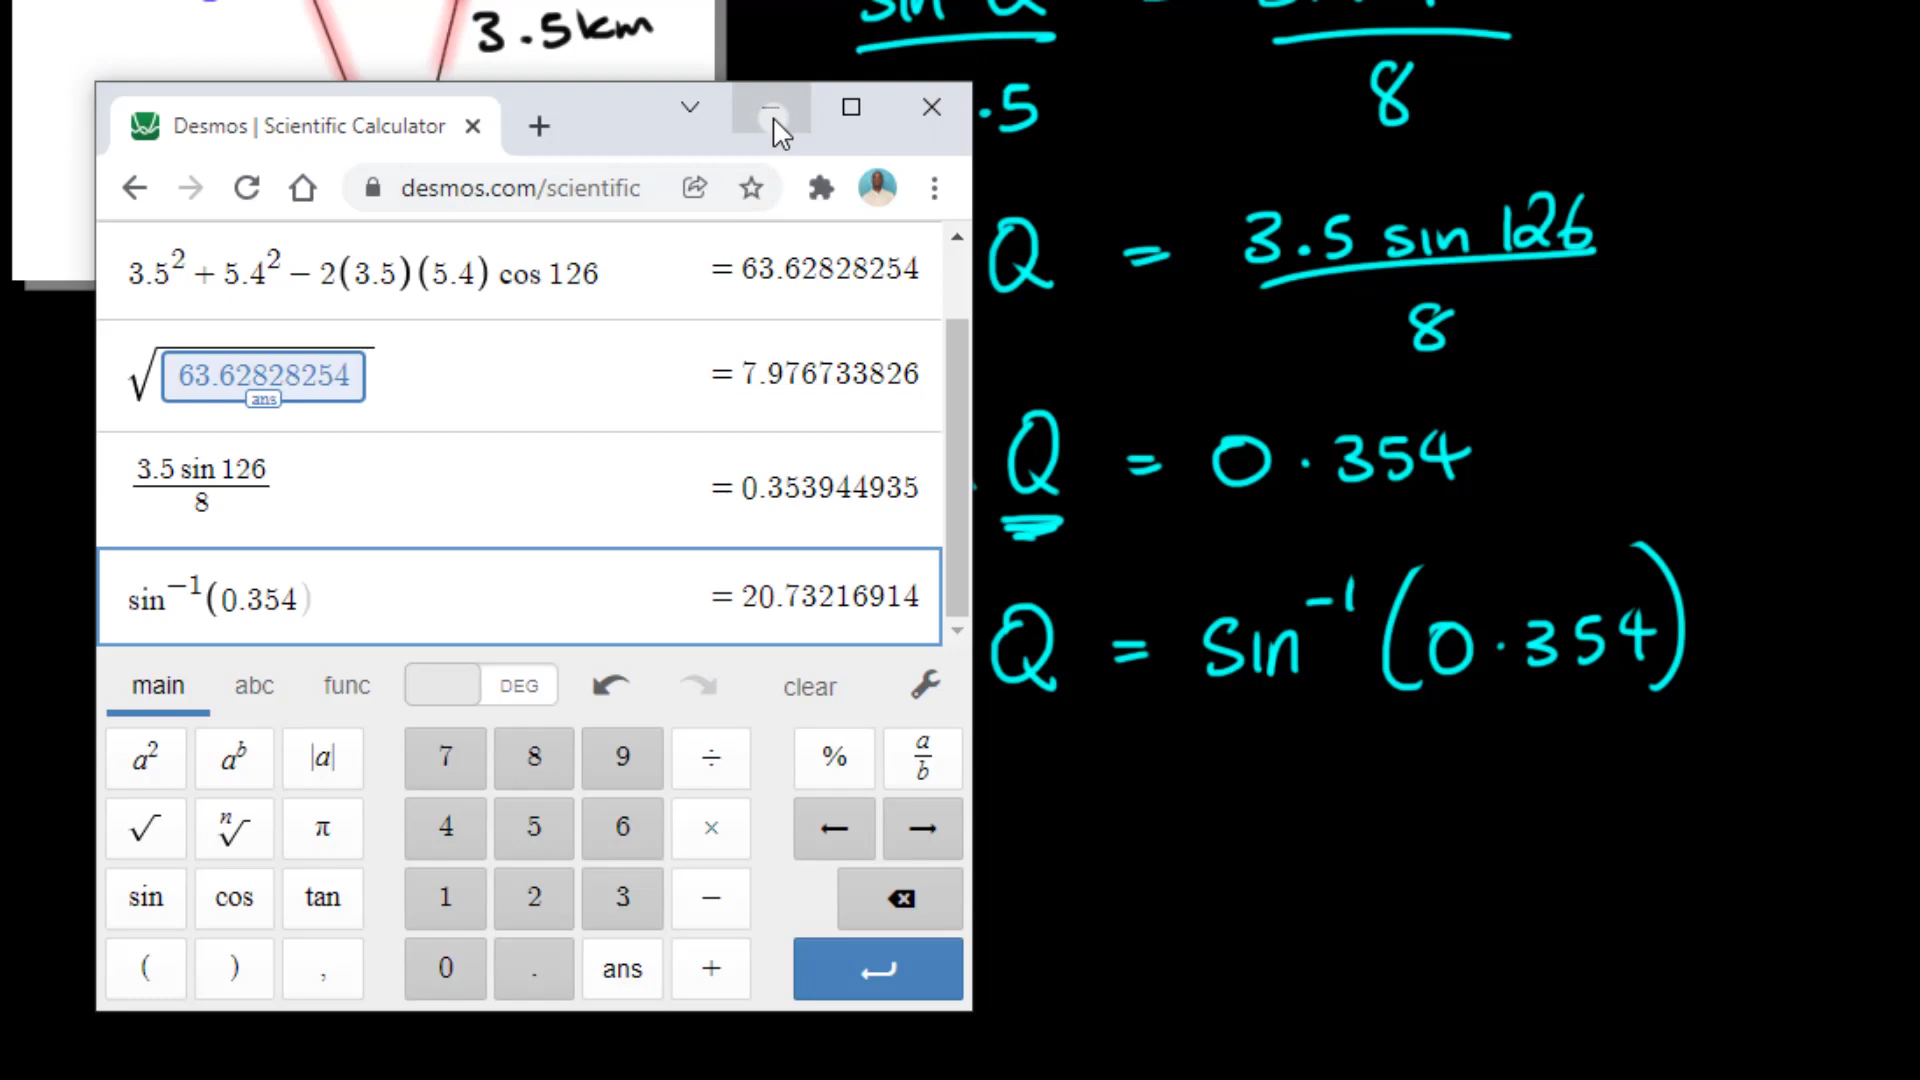 3.5km
sin Q =
.5
8
Desmos | Scientific Calculator
desmos.com/scientific
3.5² + 5.4² − 2(3.5)(5.4) cos 126 = 63.62828254
√63.62828254 = 7.976733826
ans
3.5 sin 126
8
= 0.353944935
sin⁻¹(0.354) = 20.73216914
Q = 3.5 sin 126
8
Q = 0.354
Q = sin⁻¹(0.354)
main abc func DEG clear
a² aᵇ |a| 7 8 9 ÷ % a/b
√ ⁿ√ π 4 5 6 × ← →
sin cos tan 1 2 3 −
( ) , 0 . ans +